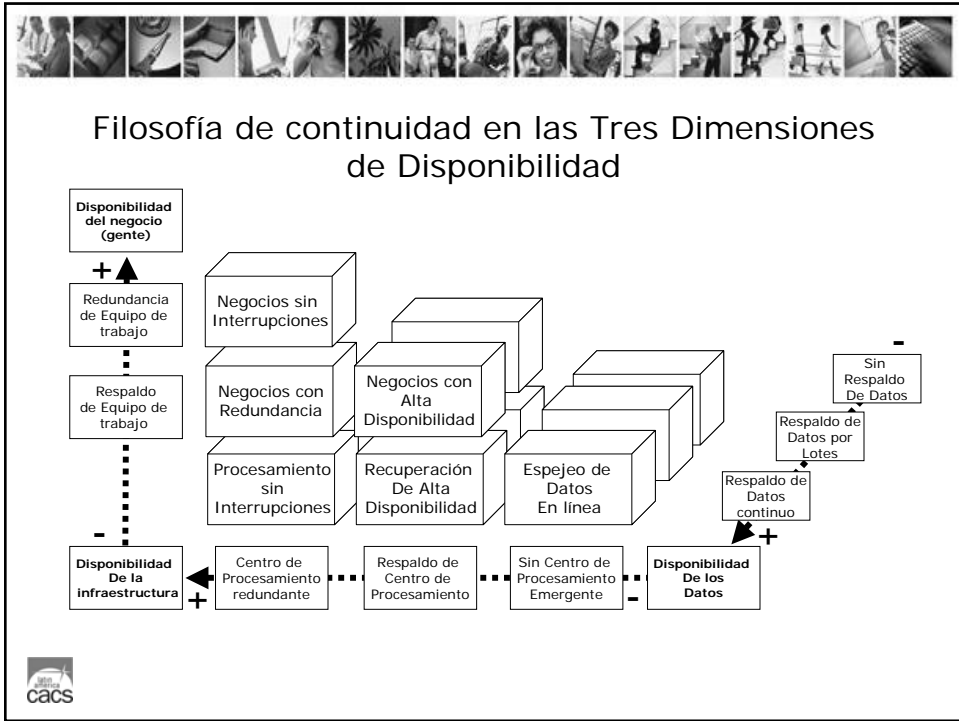 Filosofía de continuidad en las Tres Dimensiones
de Disponibilidad
Disponibilidad
del negocio
(gente)
+
Redundancia
de Equipo de
trabajo
Respaldo
de Equipo de
trabajo
-
Negocios sin
Interrupciones
Negocios con
Redundancia
Negocios con
Alta
Disponibilidad
Procesamiento
sin
Interrupciones
Recuperación
De Alta
Disponibilidad
Espejeo de
Datos
En línea
-
Sin
Respaldo
De Datos
Respaldo de
Datos por
Lotes
Respaldo de
Datos
continuo
+
Disponibilidad
De la
infraestructura
+
Centro de
Procesamiento
redundante
Respaldo de
Centro de
Procesamiento
Sin Centro de
Procesamiento
Emergente
-
Disponibilidad
De los
Datos
latin
america
cacs